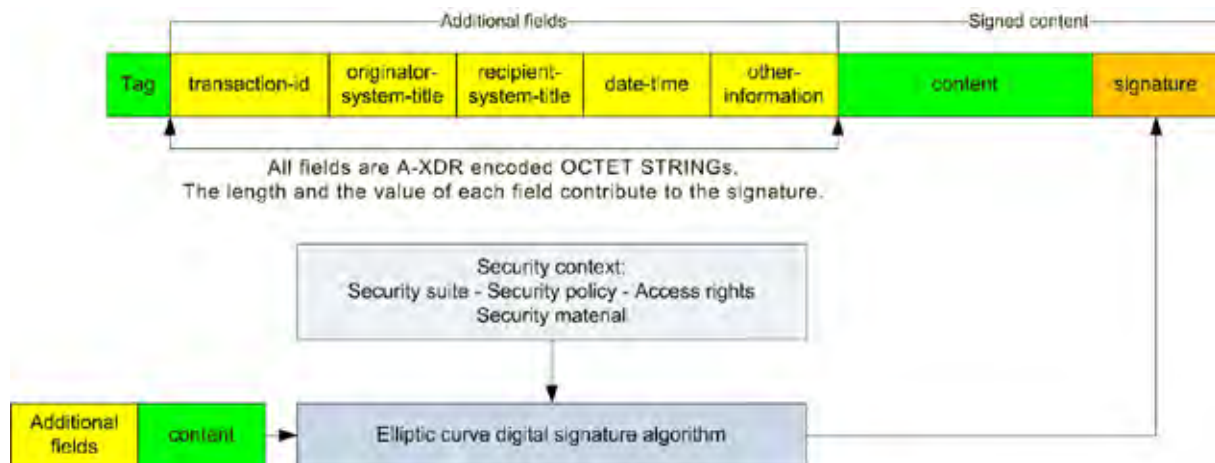 Additional fields
Signed content
Tag
transaction-id
originator-
system-title
recipient-
system-title
date-time
other-
information
content
signature
All fields are A-XDR encoded OCTET STRINGs.
The length and the value of each field contribute to the signature.
Security context:
Security suite - Security policy - Access rights
Security material
Additional
fields
content
Elliptic curve digital signature algorithm